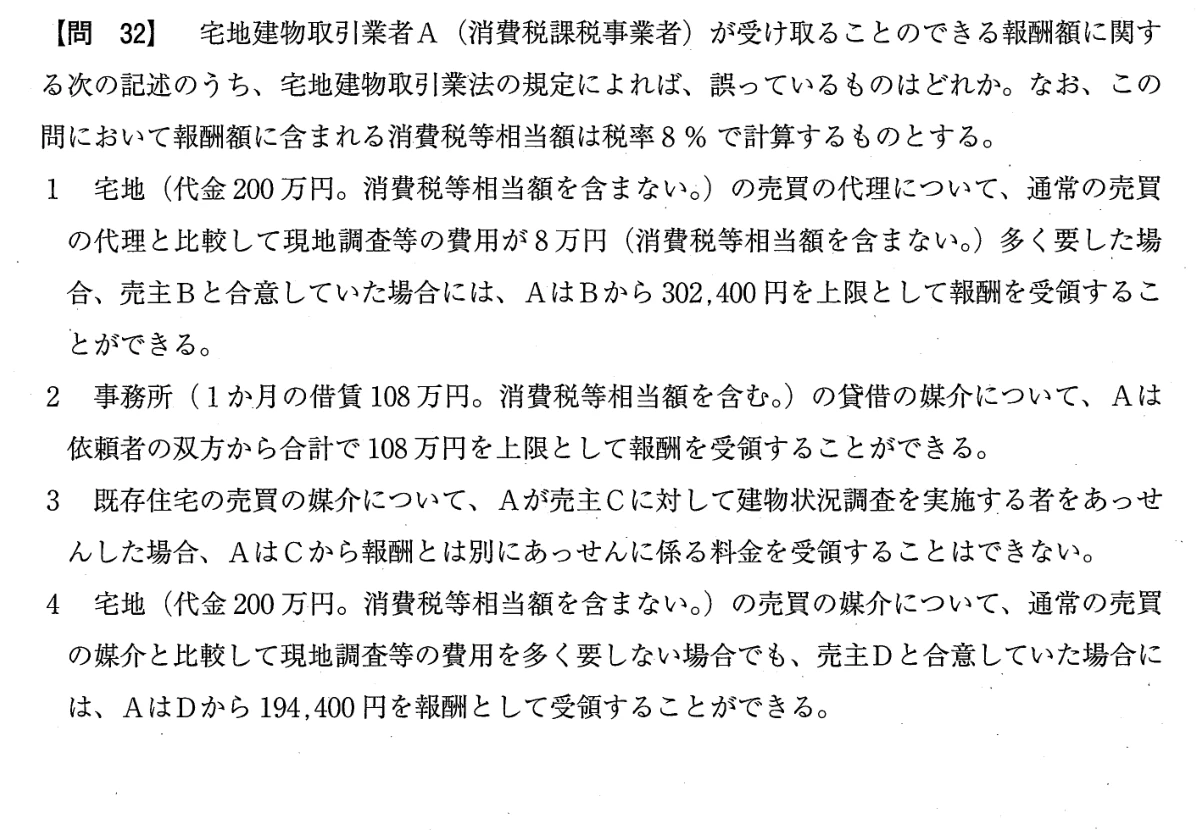 【問　32】　宅地建物取引業者A（消費税課税事業者）が受け取ることのできる報酬額に関す
る次の記述のうち、宅地建物取引業法の規定によれば、誤っているものはどれか。なお、この
問において報酬額に含まれる消費税等相当額は税率8％で計算するものとする。
1　宅地（代金200万円。消費税等相当額を含まない。）の売買の代理について、通常の売買
の代理と比較して現地調査等の費用が8万円（消費税等相当額を含まない。）多く要した場
合、売主Bと合意していた場合には、AはBから302,400円を上限として報酬を受領するこ
とができる。
2　事務所（1か月の借賃108万円。消費税等相当額を含む。）の貸借の媒介について、Aは
依頼者の双方から合計で108万円を上限として報酬を受領することができる。
3　既存住宅の売買の媒介について、Aが売主Cに対して建物状況調査を実施する者をあっせ
んした場合、AはCから報酬とは別にあっせんに係る料金を受領することはできない。
4　宅地（代金200万円。消費税等相当額を含まない。）の売買の媒介について、通常の売買
の媒介と比較して現地調査等の費用を多く要しない場合でも、売主Dと合意していた場合に
は、AはDから194,400円を報酬として受領することができる。